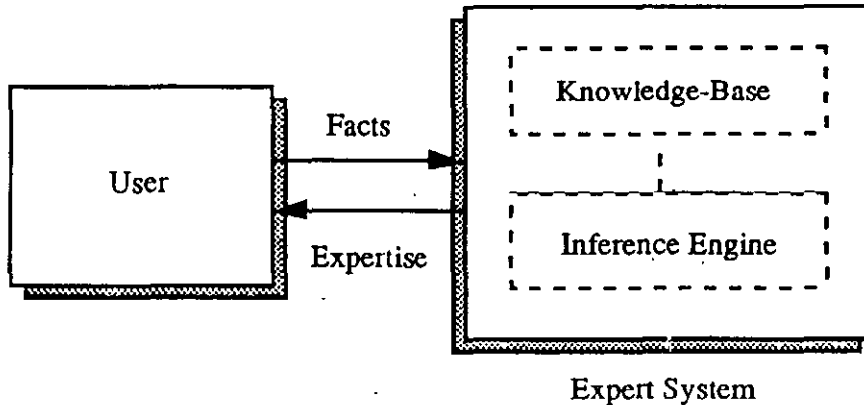 Knowledge-Base
Facts
User
Inference Engine
Expertise
Expert System